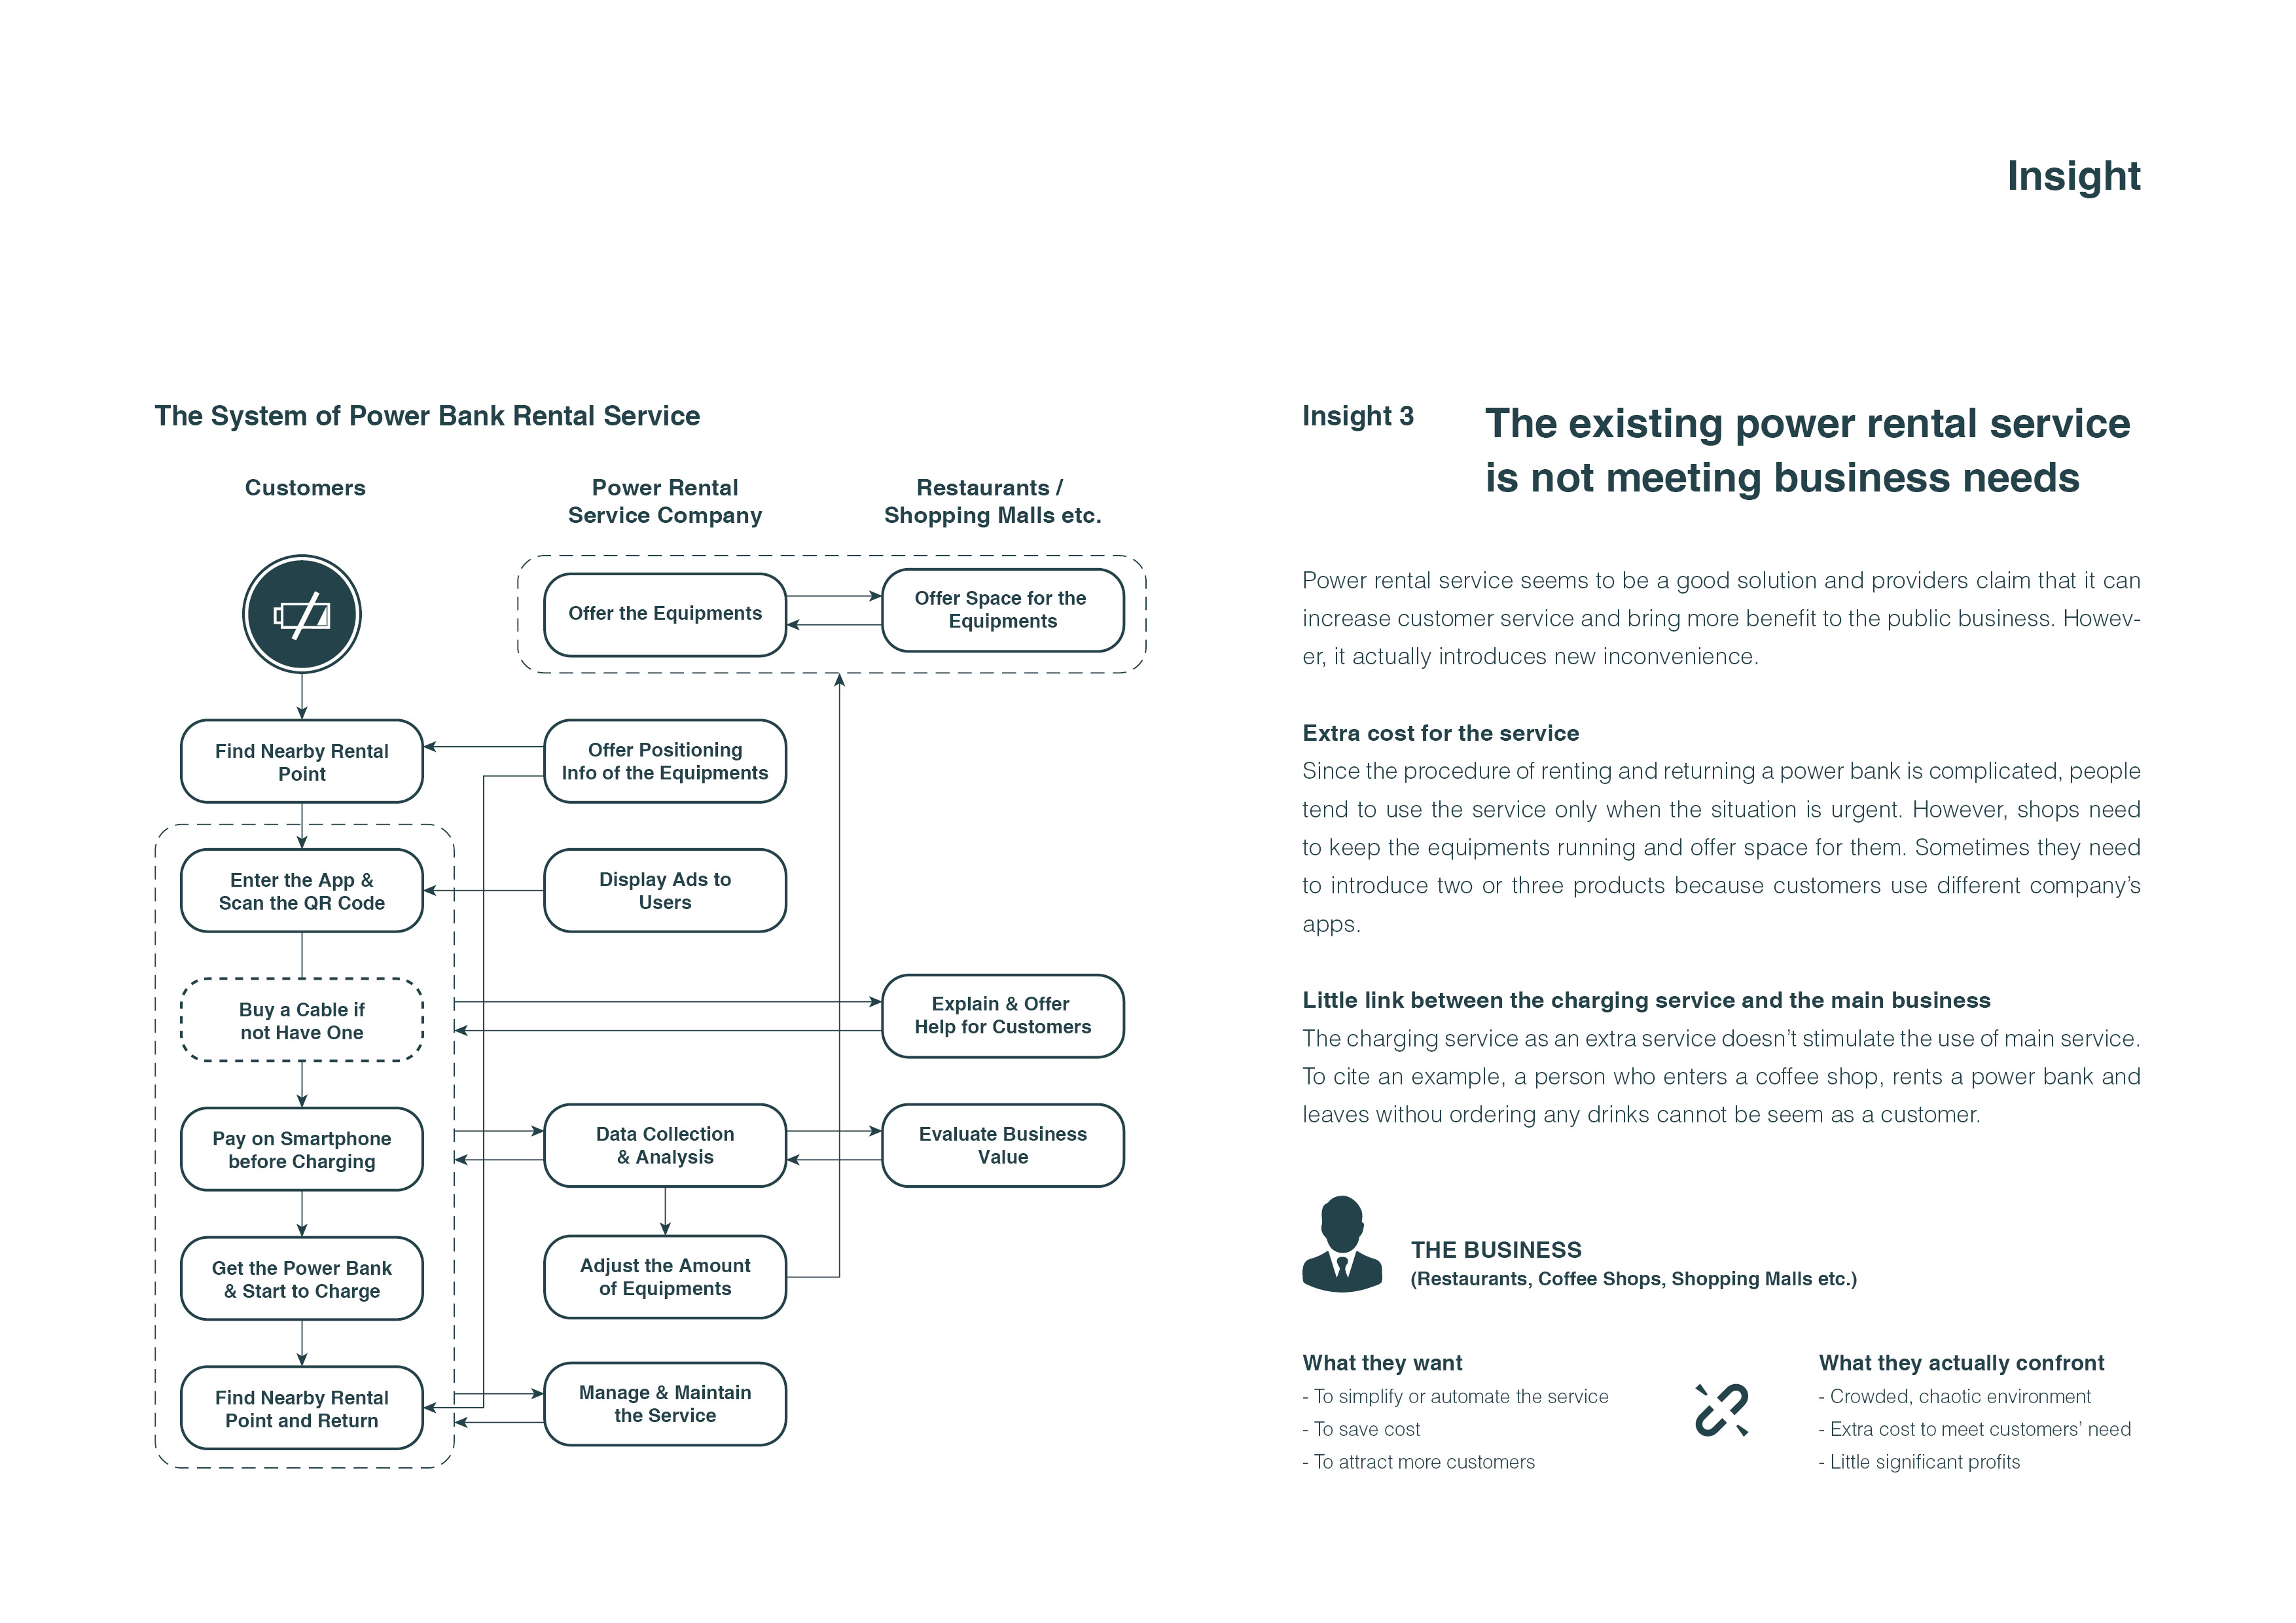 Insight
The System of Power Bank Rental Service
Customers
Power Rental
Service Company
Restaurants /
Shopping Malls etc.
Offer the Equipments
Offer Space for the
Equipments
Find Nearby Rental
Point
Offer Positioning
Info of the Equipments
Enter the App &
Scan the QR Code
Display Ads to
Users
Buy a Cable if
not Have One
Explain & Offer
Help for Customers
Pay on Smartphone
before Charging
Data Collection
& Analysis
Evaluate Business
Value
Get the Power Bank
& Start to Charge
Adjust the Amount
of Equipments
Find Nearby Rental
Point and Return
Manage & Maintain
the Service
Insight 3
The existing power rental service
is not meeting business needs
Power rental service seems to be a good solution and providers claim that it can
increase customer service and bring more benefit to the public business. Howev-
er, it actually introduces new inconvenience.
Extra cost for the service
Since the procedure of renting and returning a power bank is complicated, people
tend to use the service only when the situation is urgent. However, shops need
to keep the equipments running and offer space for them. Sometimes they need
to introduce two or three products because customers use different company's
apps.
Little link between the charging service and the main business
The charging service as an extra service doesn't stimulate the use of main service.
To cite an example, a person who enters a coffee shop, rents a power bank and
leaves withou ordering any drinks cannot be seem as a customer.
THE BUSINESS
(Restaurants, Coffee Shops, Shopping Malls etc.)
What they want
- To simplify or automate the service
- To save cost
- To attract more customers
What they actually confront
- Crowded, chaotic environment
- Extra cost to meet customers' need
- Little significant profits